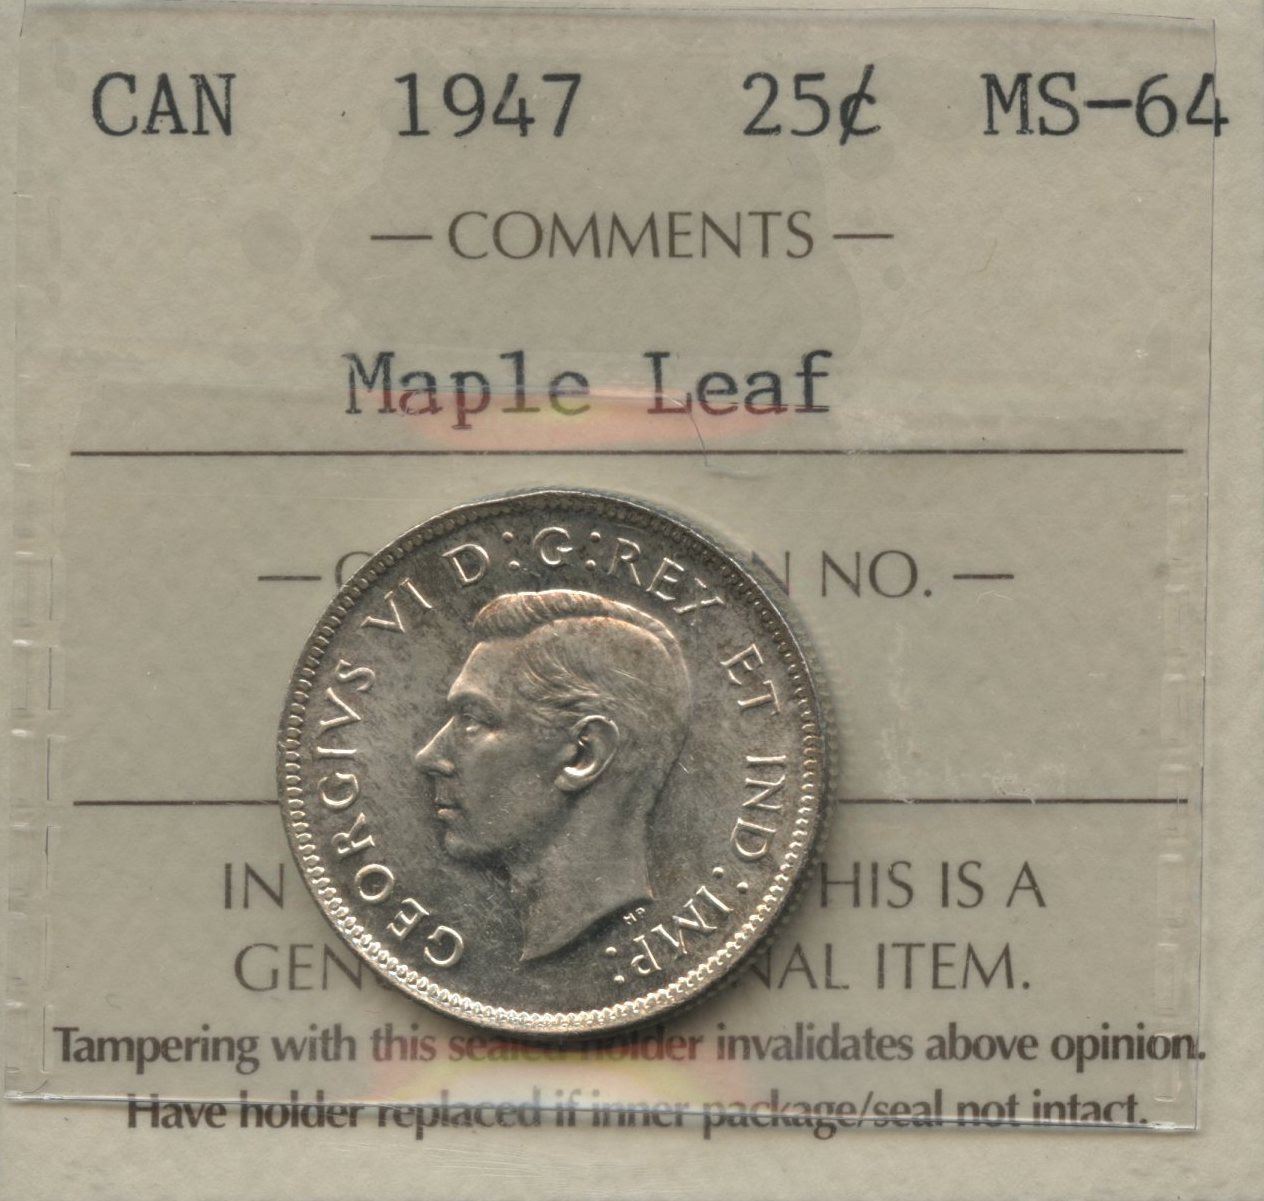 CAN 1947 25¢ MS-64
— COMMENTS —
Maple Leaf
— C N NO. —
GEORGIVS VI D:G:REX ET IND:IMP:
HP
IN HIS IS A
GEN NAL ITEM.
Tampering with this sealed holder invalidates above opinion.
Have holder replaced if inner package/seal not intact.